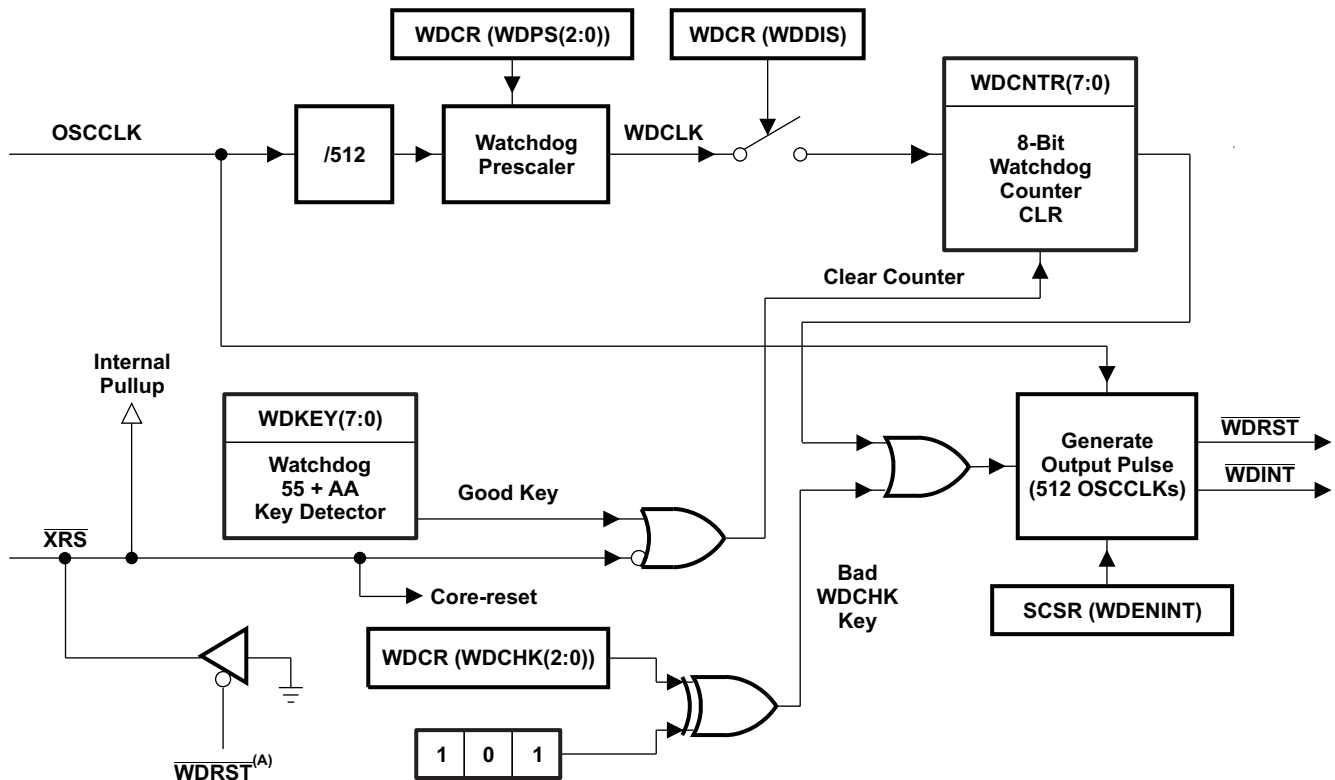 WDCR (WDPS(2:0))
WDCR (WDDIS)
WDCNTR(7:0)
OSCCLK
/512
Watchdog
Prescaler
WDCLK
8-Bit
Watchdog
Counter
CLR
Clear Counter
Internal
Pullup
WDKEY(7:0)
Watchdog
55 + AA
Key Detector
Good Key
Generate
Output Pulse
(512 OSCCLKs)
WDRST
WDINT
XRS
Core-reset
Bad
WDCHK
Key
SCSR (WDENINT)
WDCR (WDCHK(2:0))
1 0 1
WDRST(A)